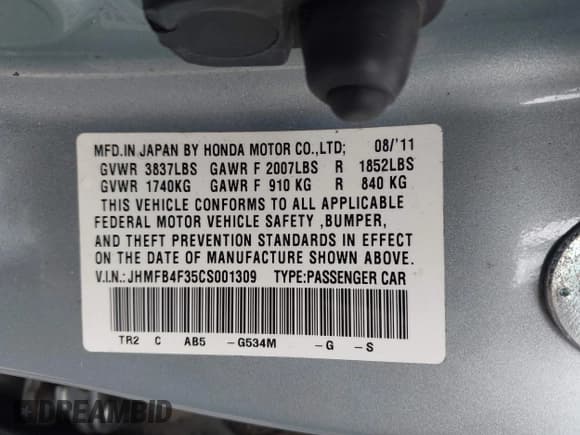 MFD.IN JAPAN BY HONDA MOTOR CO.,LTD; 08/'11
GVWR 3837LBS GAWR F 2007LBS R 1852LBS
GVWR 1740KG GAWR F 910 KG R 840 KG
THIS VEHICLE CONFORMS TO ALL APPLICABLE
FEDERAL MOTOR VEHICLE SAFETY ,BUMPER,
AND THEFT PREVENTION STANDARDS IN EFFECT
ON THE DATE OF MANUFACTURE SHOWN ABOVE.
V.I.N.:JHMFB4F35CS001309 TYPE:PASSENGER CAR
TR2 C AB5 -G534M -G -S
DREAMBID